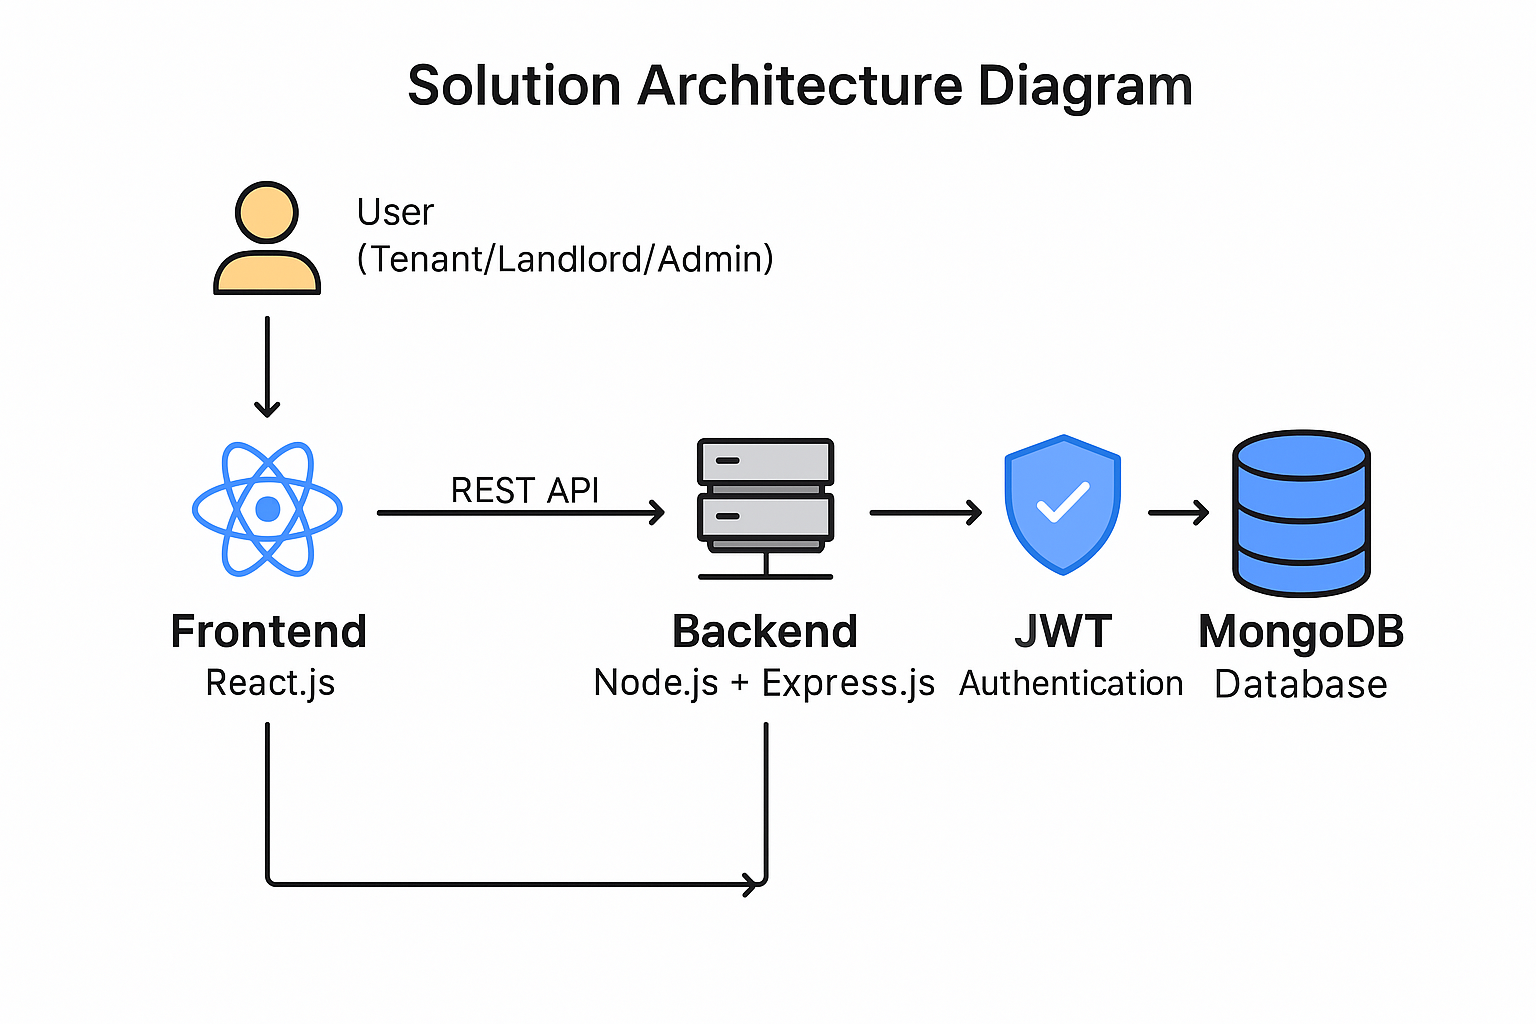 Solution Architecture Diagram
User
(Tenant/Landlord/Admin)
REST API
Frontend
React.js
Backend
Node.js + Express.js
JWT
Authentication
MongoDB
Database